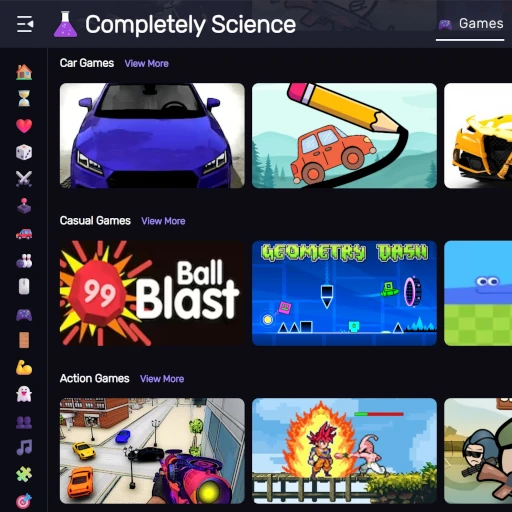 Completely Science
Games
Car Games View More
Casual Games View More
99 Ball
Blast
GEOMETRY DASH
Action Games View More